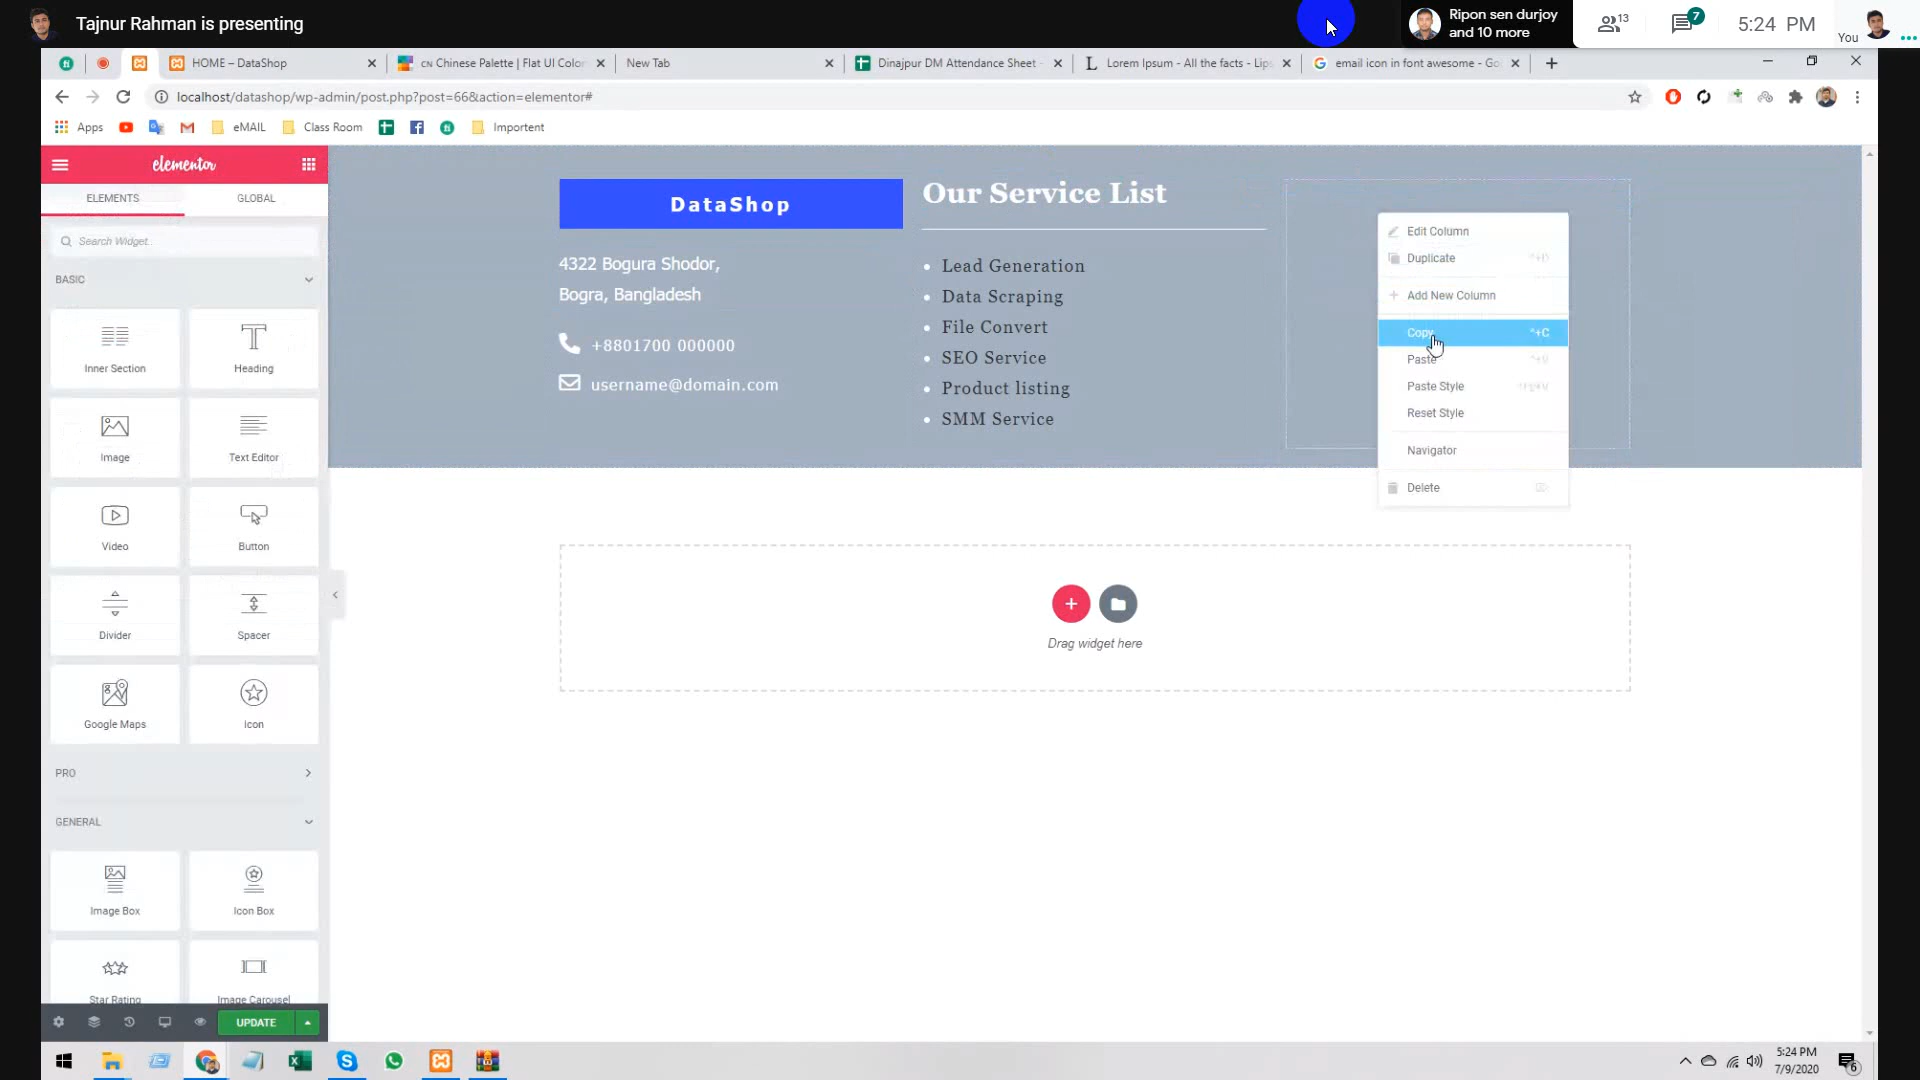 Tajnur Rahman is presenting
Ripon sen durjoy
and 10 more
13
7
5:24 PM
You
HOME – DataShop
CN Chinese Palette | Flat UI Color
New Tab
Dinajpur DM Attendance Sheet -
Lorem Ipsum - All the facts - Lips
email icon in font awesome - Go
localhost/datashop/wp-admin/post.php?post=66&action=elementor#
Apps
eMAIL
Class Room
Importent
elementor
ELEMENTS
GLOBAL
Search Widget...
BASIC
Inner Section
Heading
Image
Text Editor
Video
Button
Divider
Spacer
Google Maps
Icon
PRO
GENERAL
Image Box
Icon Box
Star Rating
Image Carousel
UPDATE
DataShop
4322 Bogura Shodor,
Bogra, Bangladesh
+8801700 000000
username@domain.com
Our Service List
Lead Generation
Data Scraping
File Convert
SEO Service
Product listing
SMM Service
Edit Column
Duplicate ^+D
Add New Column
Copy ^+C
Paste ^+V
Paste Style
Reset Style
Navigator
Delete
Drag widget here
5:24 PM
7/9/2020
6